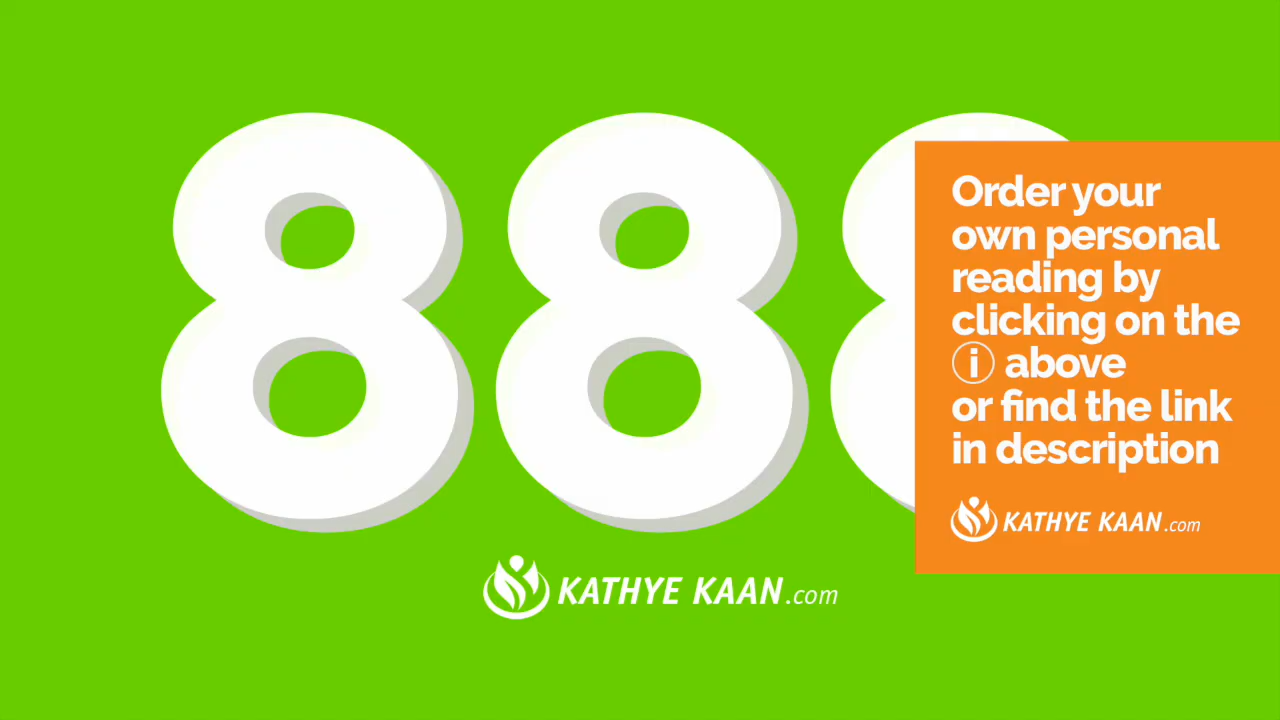 888
Order your
own personal
reading by
clicking on the
i above
or find the link
in description
KATHYE KAAN.com
KATHYE KAAN.com